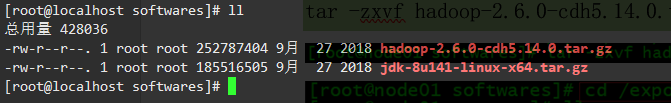 [root@localhost softwares]# ll
tar -zxvf hadoop-2.6.0-cdh5.14.0.
总用量 428036
-rw-r--r--. 1 root root 252787404 9月 27 2018 hadoop-2.6.0-cdh5.14.0.tar.gz
-rw-r--r--. 1 root root 185516505 9月 27 2018 jdk-8u141-linux-x64.tar.gz
[root@localhost softwares]#
[root@node01 softwares]# cd /exp